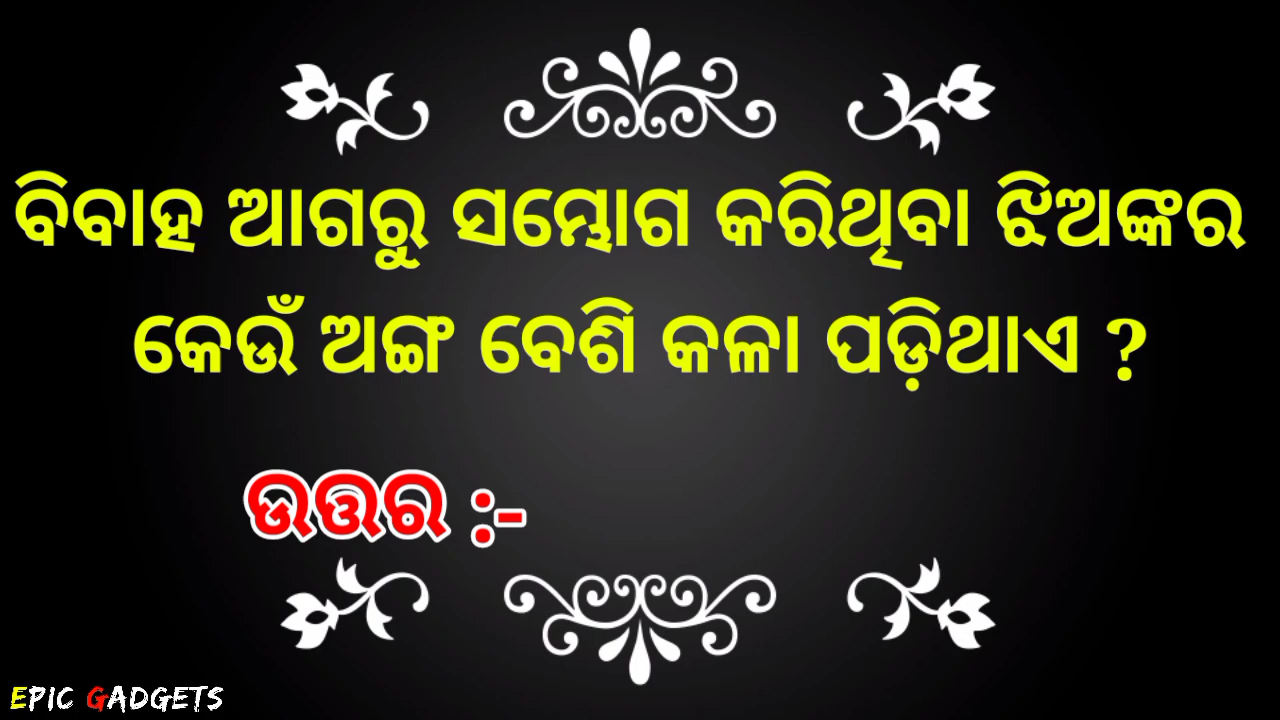 ବିବାହ ଆଗରୁ ସମ୍ଭୋଗ କରିଥିବା ଝିଅଙ୍କର
କେଉଁ ଅଙ୍ଗ ବେଶି କଳା ପଡ଼ିଥାଏ ?
ଉତ୍ତର :-
EPIC GADGETS